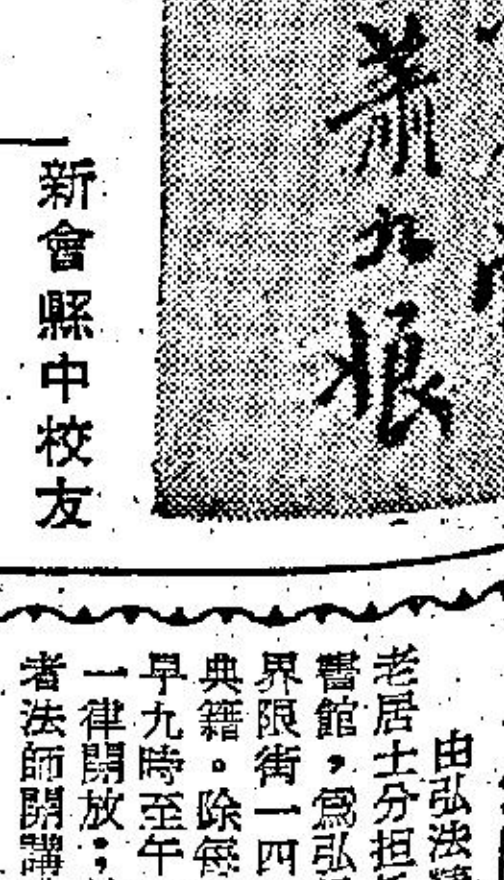 蕭九根
新會縣中校友
由弘法
老居士分担
書館，為弘
界限街一四
典籍。除每
早九時至午
一律開放；
者法師開講